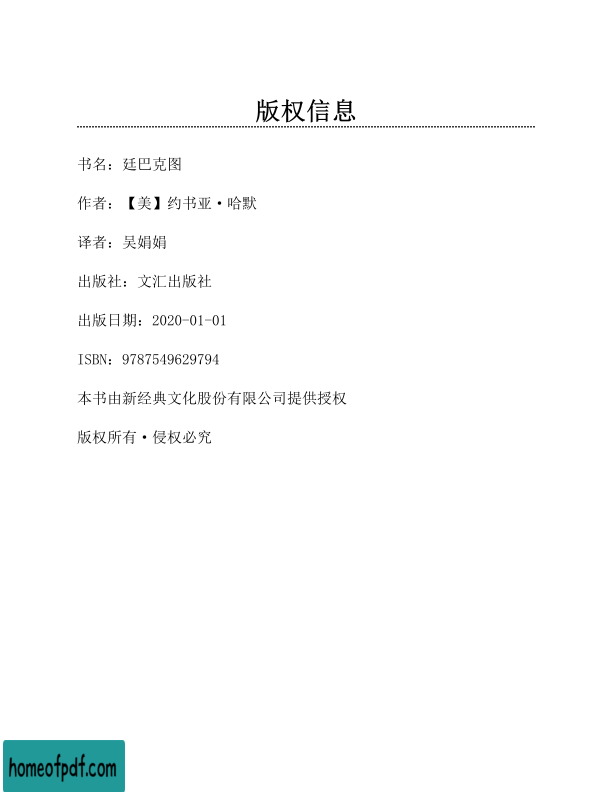 版权信息
书名：廷巴克图
作者：【美】约书亚·哈默
译者：吴娟娟
出版社：文汇出版社
出版日期：2020-01-01
ISBN：9787549629794
本书由新经典文化股份有限公司提供授权
版权所有·侵权必究
homeofpdf.com